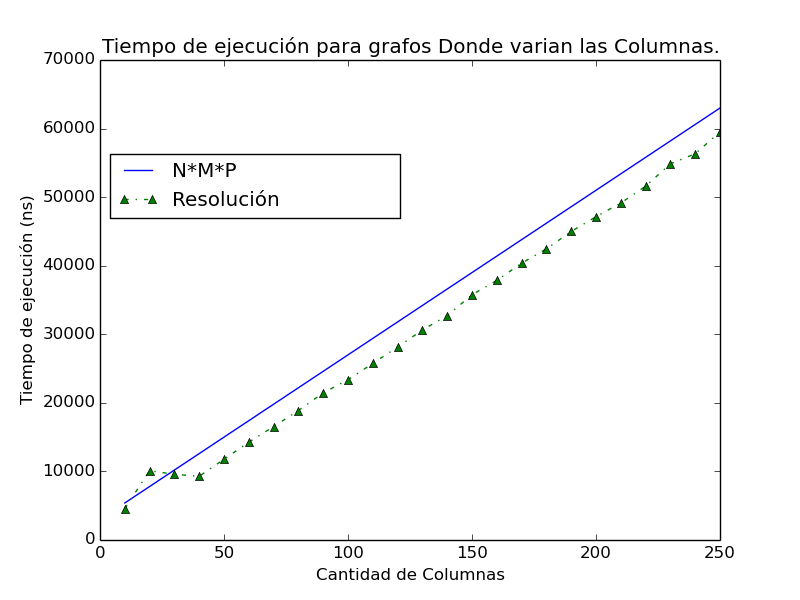 Tiempo de ejecución para grafos Donde varian las Columnas.
70000
60000
50000
40000
30000
20000
10000
0
Tiempo de ejecución (ns)
N*M*P
Resolución
0 50 100 150 200 250
Cantidad de Columnas